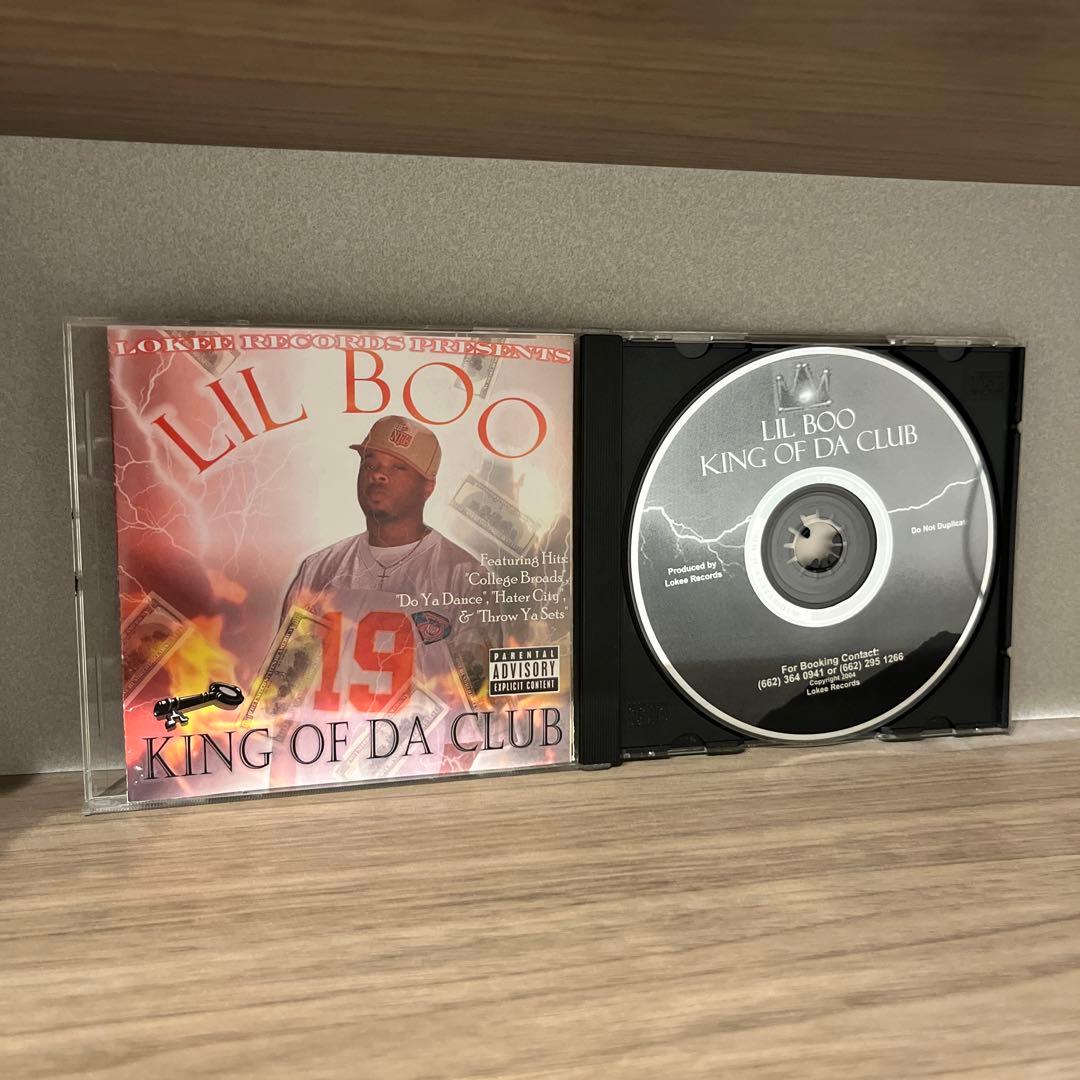 LOKEE RECORDS PRESENTS
LIL BOO
Featuring Hits:
"College Broads",
"Do Ya Dance", "Hater City",
& "Throw Ya Sets"
19
PARENTAL
ADVISORY
EXPLICIT CONTENT
KING OF DA CLUB
LIL BOO
KING OF DA CLUB
Do Not
Produced by
Lokee Records
For Booking Contact:
(662) 364 0941 or (662) 295 1266
Copyright 2004
Lokee Records